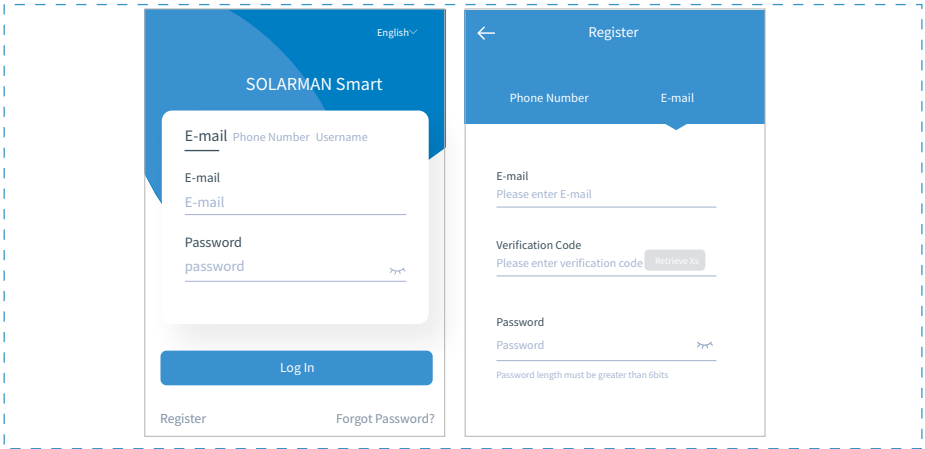 English
SOLARMAN Smart
E-mail Phone Number Username
E-mail
E-mail
Password
password
Log In
Register Forgot Password?
Register
Phone Number E-mail
E-mail
Please enter E-mail
Verification Code
Please enter verification code Retrieve Xs
Password
Password
Password length must be greater than 6bits